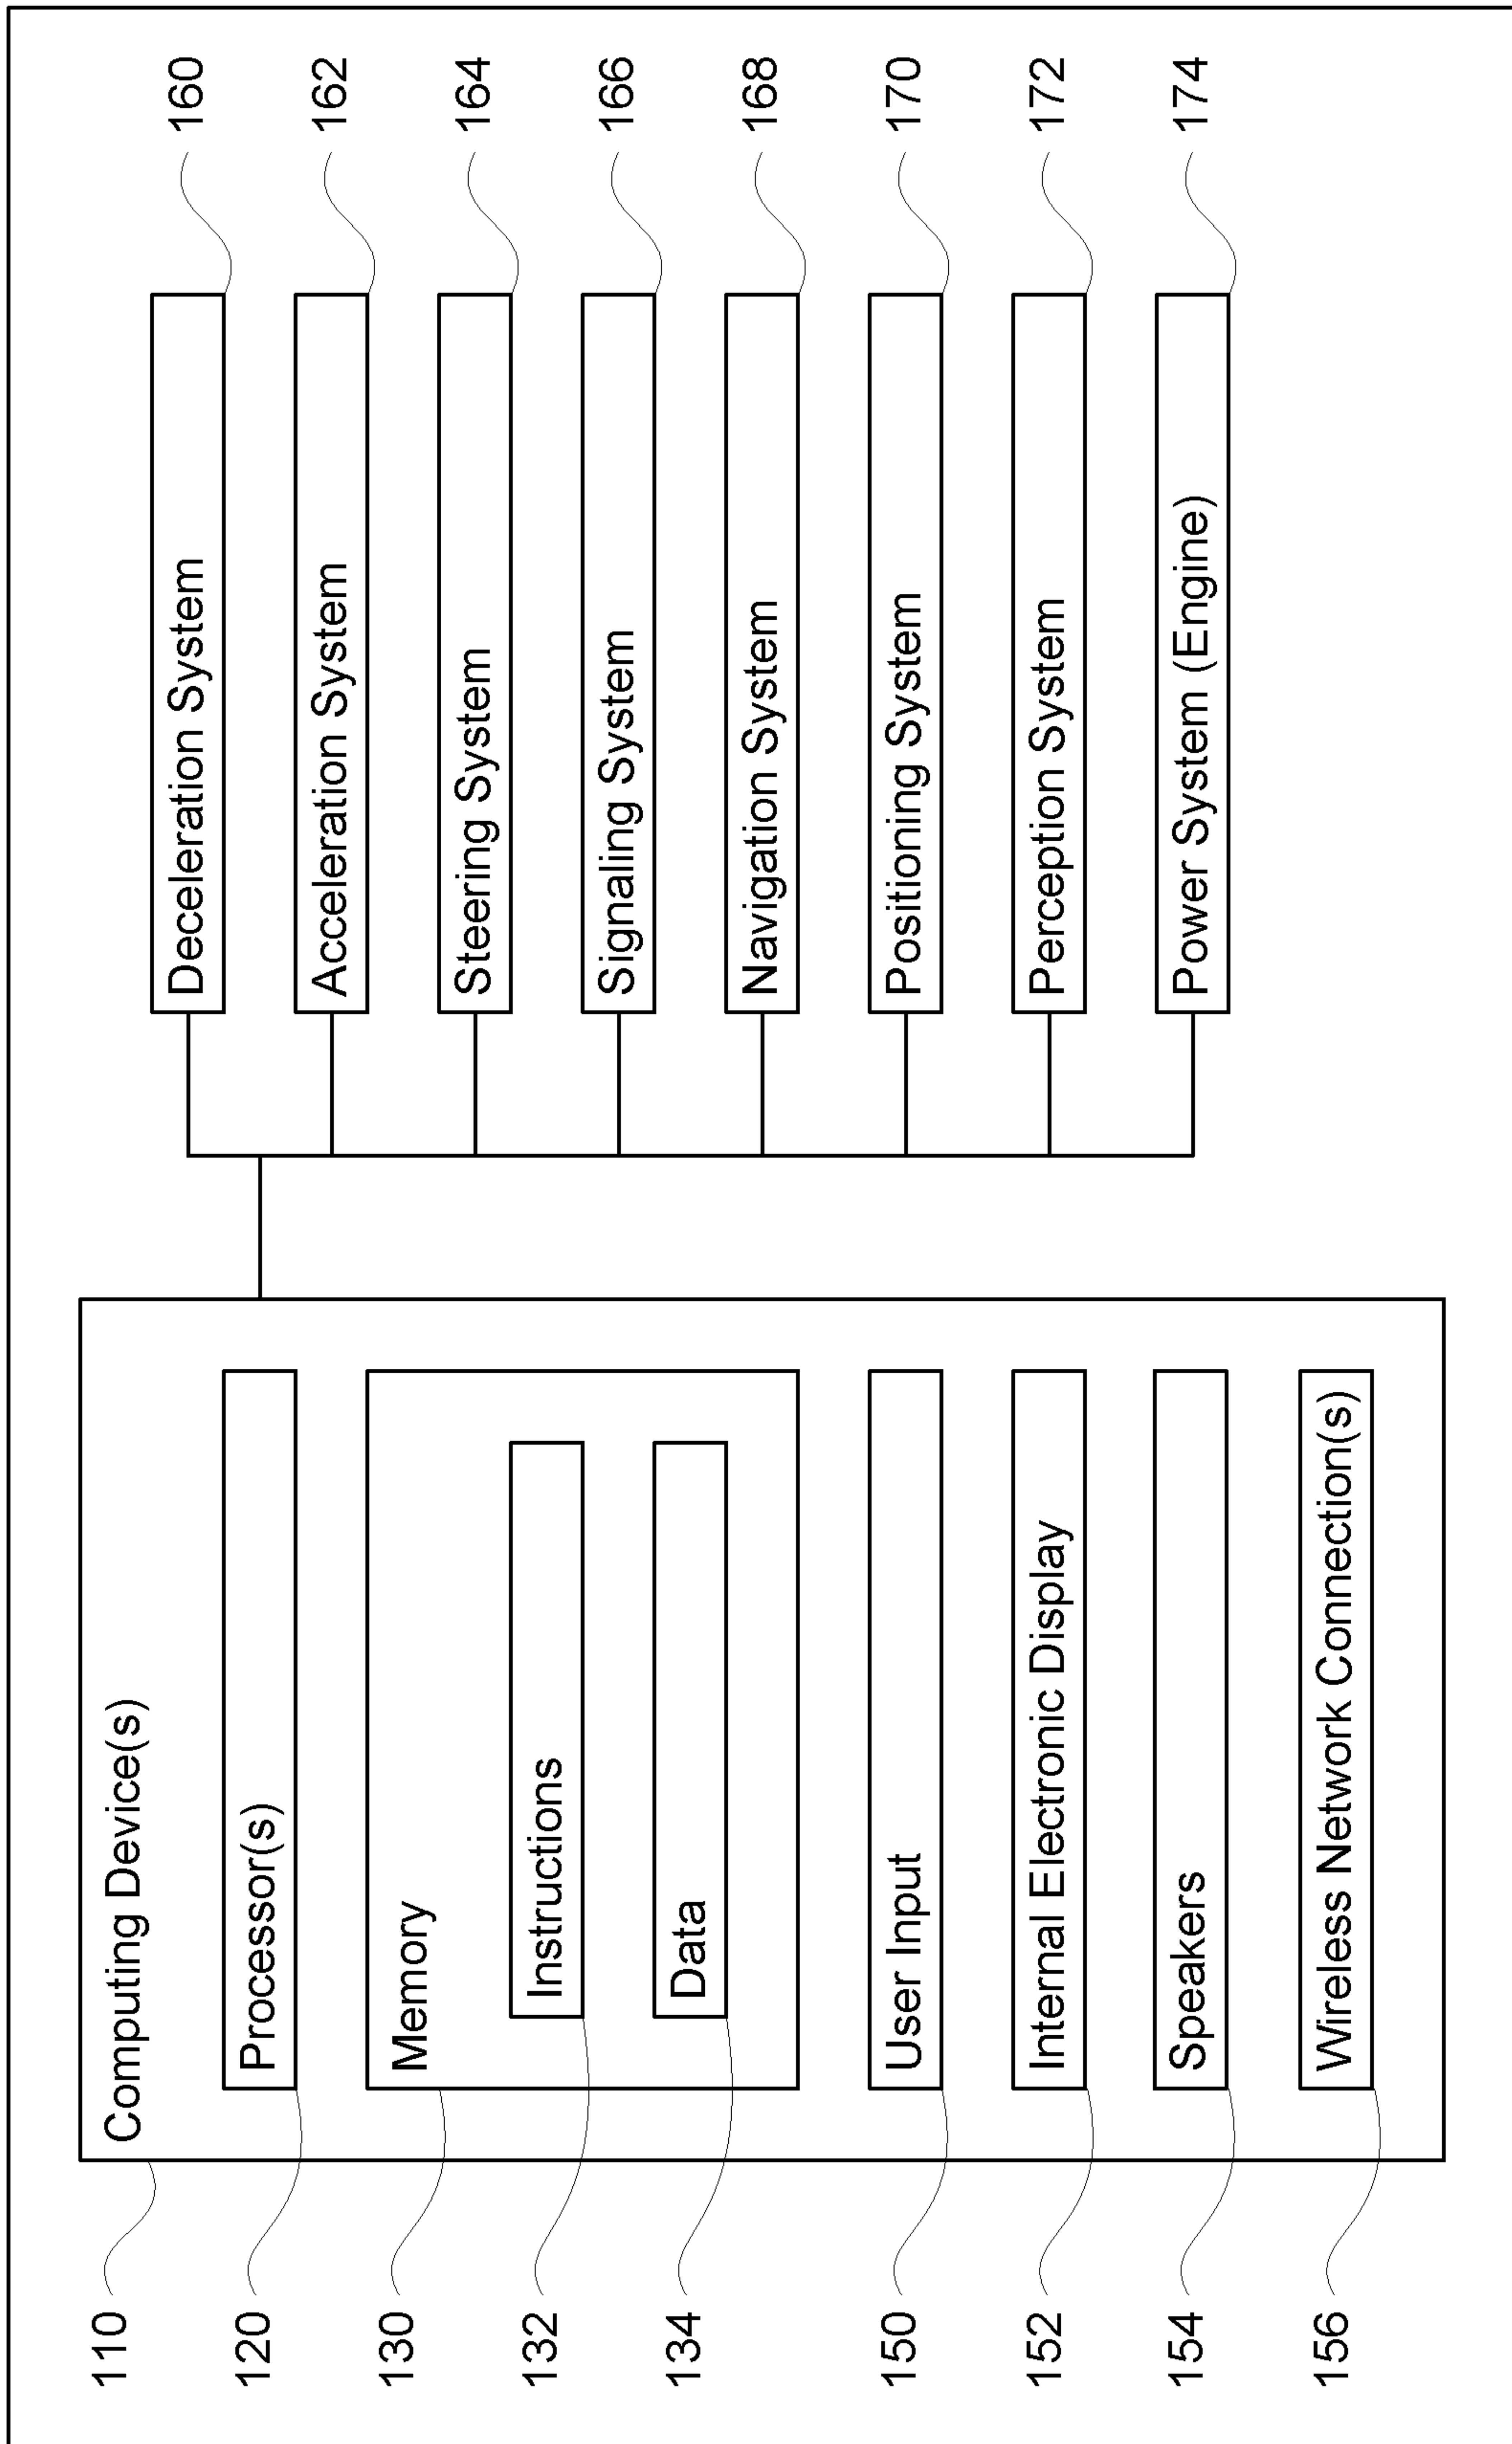 Computing Device(s)
110
Processor(s)
120
Memory
130
Instructions
132
Data
134
User Input
150
Internal Electronic Display
152
Speakers
154
Wireless Network Connection(s)
156
Deceleration System
160
Acceleration System
162
Steering System
164
Signaling System
166
Navigation System
168
Positioning System
170
Perception System
172
Power System (Engine)
174